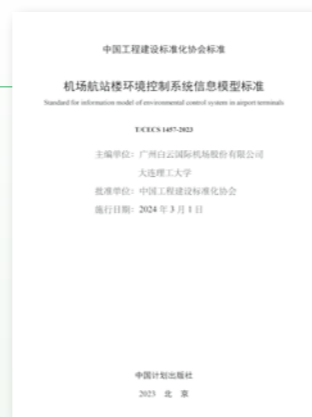 中国工程建设标准化协会标准
机场航站楼环境控制系统信息模型标准
Standard for information model of environmental control system in airport terminals
T/CECS 1457-2023
主编单位：广州白云国际机场股份有限公司
大连理工大学
批准单位：中国工程建设标准化协会
施行日期：2024 年 3 月 1 日
中国计划出版社
2023 北 京